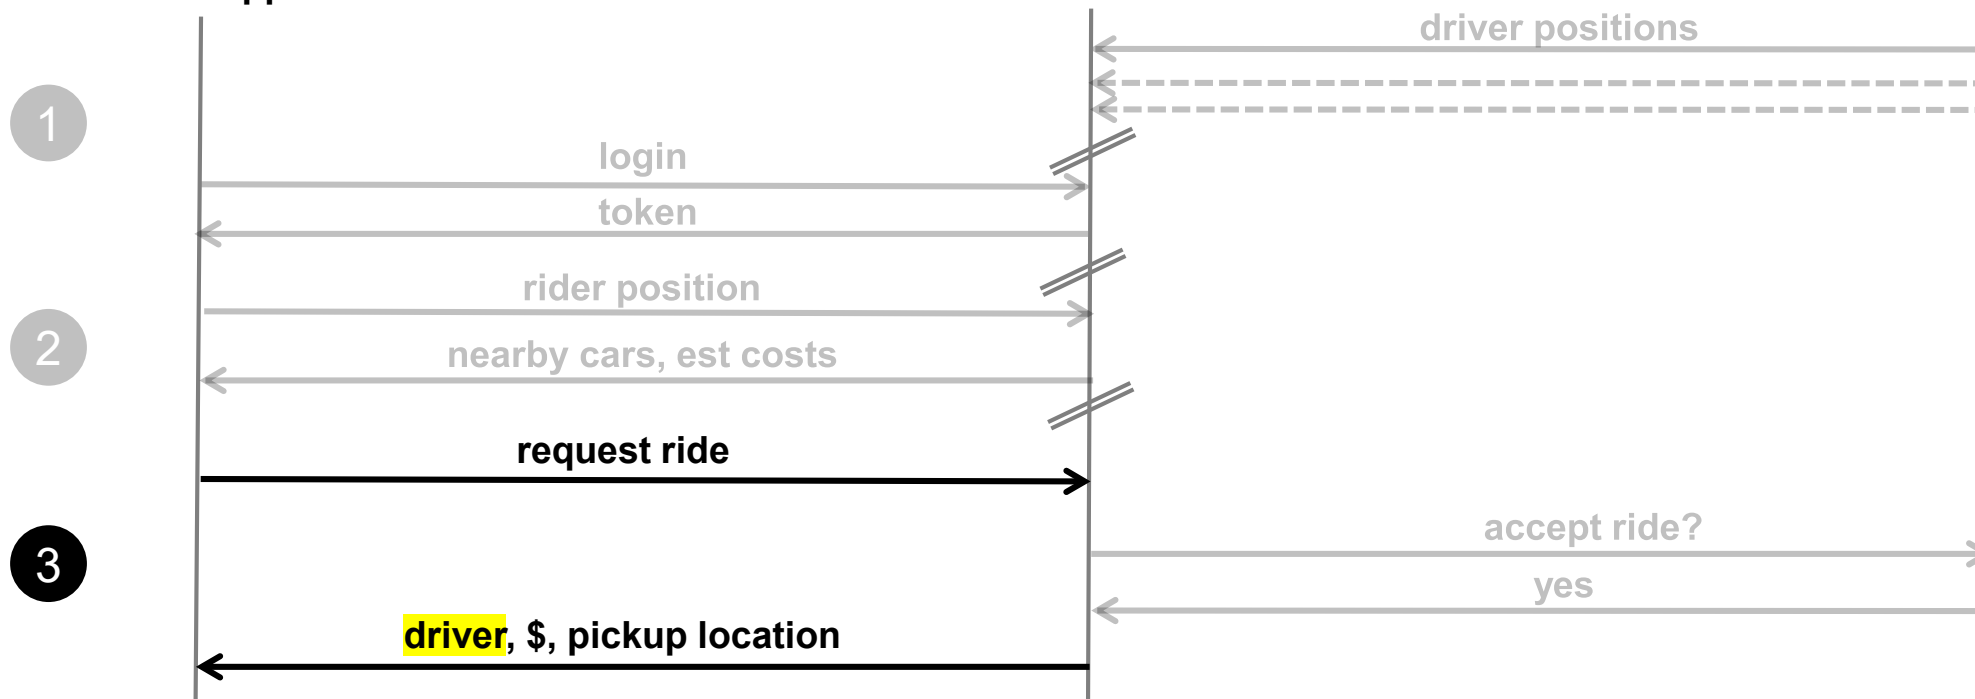 driver positions
1
login
token
rider position
2
nearby cars, est costs
request ride
accept ride?
3
yes
driver, $, pickup location